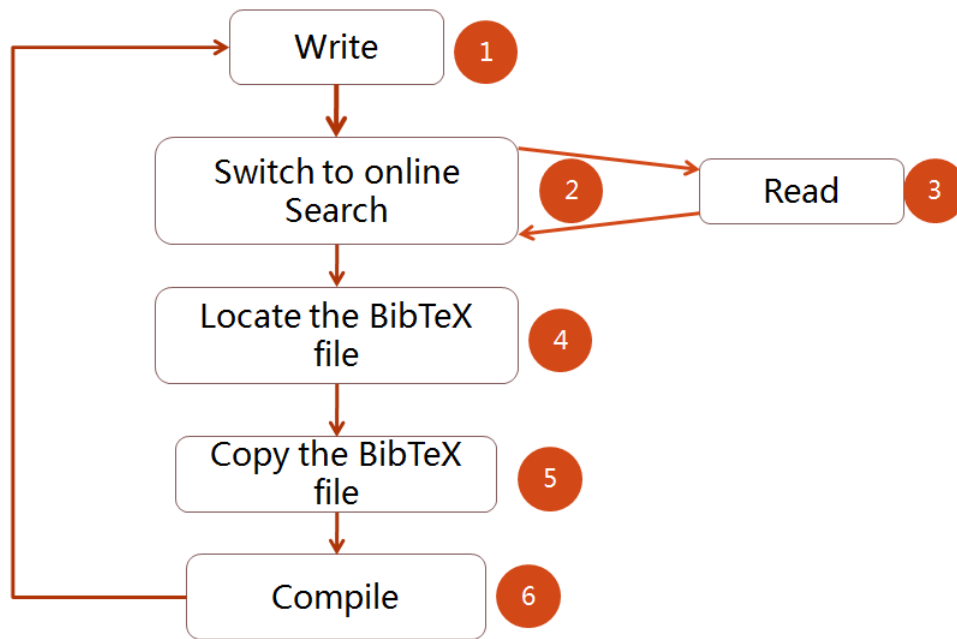 Write
1
Switch to online
Search
2
Read
3
Locate the BibTeX
file
4
Copy the BibTeX
file
5
Compile
6